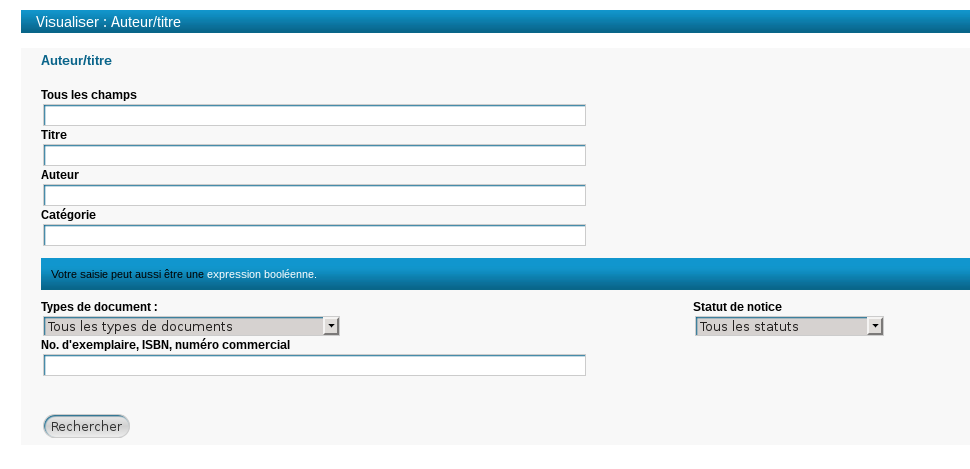 Visualiser : Auteur/titre
Auteur/titre
Tous les champs
Titre
Auteur
Catégorie
Votre saisie peut aussi être une expression booléenne.
Types de document :
Statut de notice
Tous les types de documents
Tous les statuts
No. d'exemplaire, ISBN, numéro commercial
Rechercher